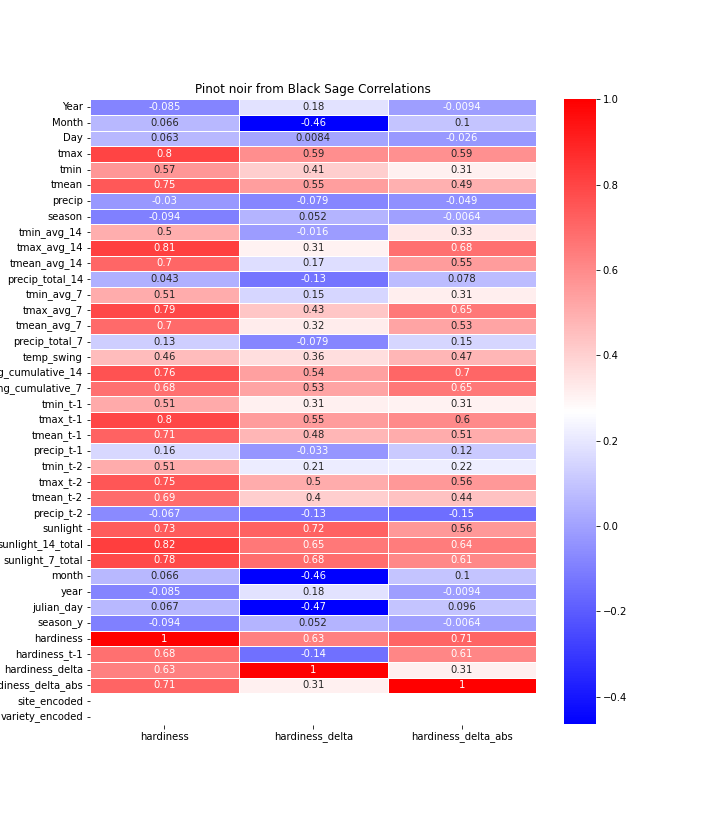 Pinot noir from Black Sage Correlations
Year -0.085 0.18 -0.0094
Month 0.066 -0.46 0.1
Day 0.063 0.0084 -0.026
tmax 0.8 0.59 0.59
tmin 0.57 0.41 0.31
tmean 0.75 0.55 0.49
precip -0.03 -0.079 -0.049
season -0.094 0.052 -0.0064
tmin_avg_14 0.5 -0.016 0.33
tmax_avg_14 0.81 0.31 0.68
tmean_avg_14 0.7 0.17 0.55
precip_total_14 0.043 -0.13 0.078
tmin_avg_7 0.51 0.15 0.31
tmax_avg_7 0.79 0.43 0.65
tmean_avg_7 0.7 0.32 0.53
precip_total_7 0.13 -0.079 0.15
temp_swing 0.46 0.36 0.47
g_cumulative_14 0.76 0.54 0.7
ng_cumulative_7 0.68 0.53 0.65
tmin_t-1 0.51 0.31 0.31
tmax_t-1 0.8 0.55 0.6
tmean_t-1 0.71 0.48 0.51
precip_t-1 0.16 -0.033 0.12
tmin_t-2 0.51 0.21 0.22
tmax_t-2 0.75 0.5 0.56
tmean_t-2 0.69 0.4 0.44
precip_t-2 -0.067 -0.13 -0.15
sunlight 0.73 0.72 0.56
sunlight_14_total 0.82 0.65 0.64
sunlight_7_total 0.78 0.68 0.61
month 0.066 -0.46 0.1
year -0.085 0.18 -0.0094
julian_day 0.067 -0.47 0.096
season_y -0.094 0.052 -0.0064
hardiness 1 0.63 0.71
hardiness_t-1 0.68 -0.14 0.61
hardiness_delta 0.63 1 0.31
diness_delta_abs 0.71 0.31 1
site_encoded
variety_encoded
hardiness hardiness_delta hardiness_delta_abs
1.0
0.8
0.6
0.4
0.2
0.0
−0.2
−0.4